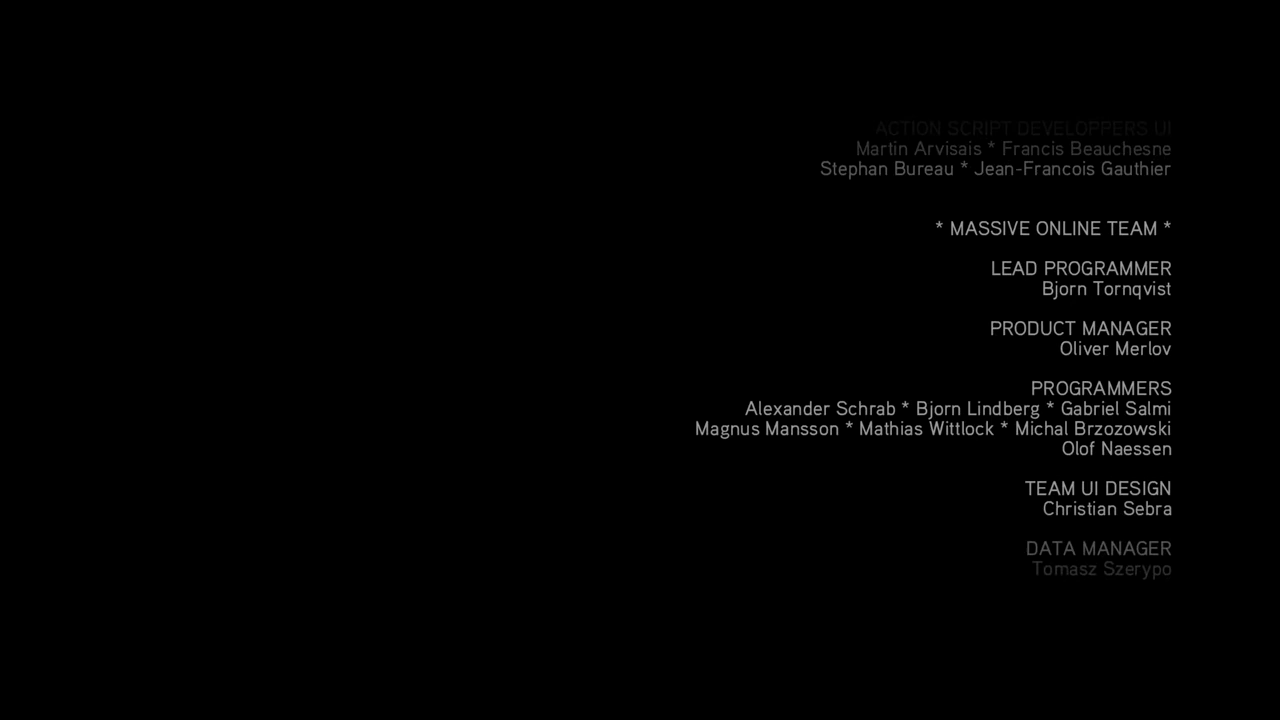 ACTION SCRIPT DEVELOPPERS UI
Martin Arvisais * Francis Beauchesne
Stephan Bureau * Jean-Francois Gauthier
* MASSIVE ONLINE TEAM *
LEAD PROGRAMMER
Bjorn Tornqvist
PRODUCT MANAGER
Oliver Merlov
PROGRAMMERS
Alexander Schrab * Bjorn Lindberg * Gabriel Salmi
Magnus Mansson * Mathias Wittlock * Michal Brzozowski
Olof Naessen
TEAM UI DESIGN
Christian Sebra
DATA MANAGER
Tomasz Szerypo